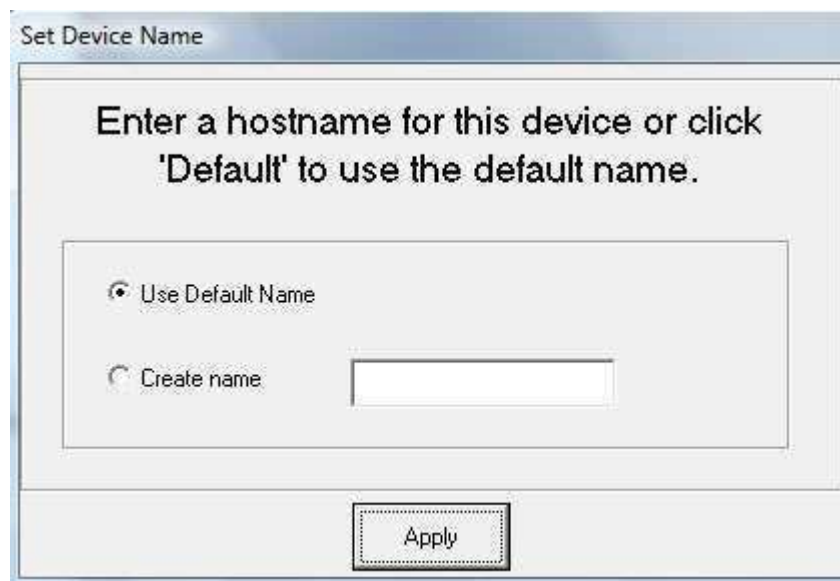 Set Device Name
Enter a hostname for this device or click
'Default' to use the default name.
Use Default Name
Create name
Apply